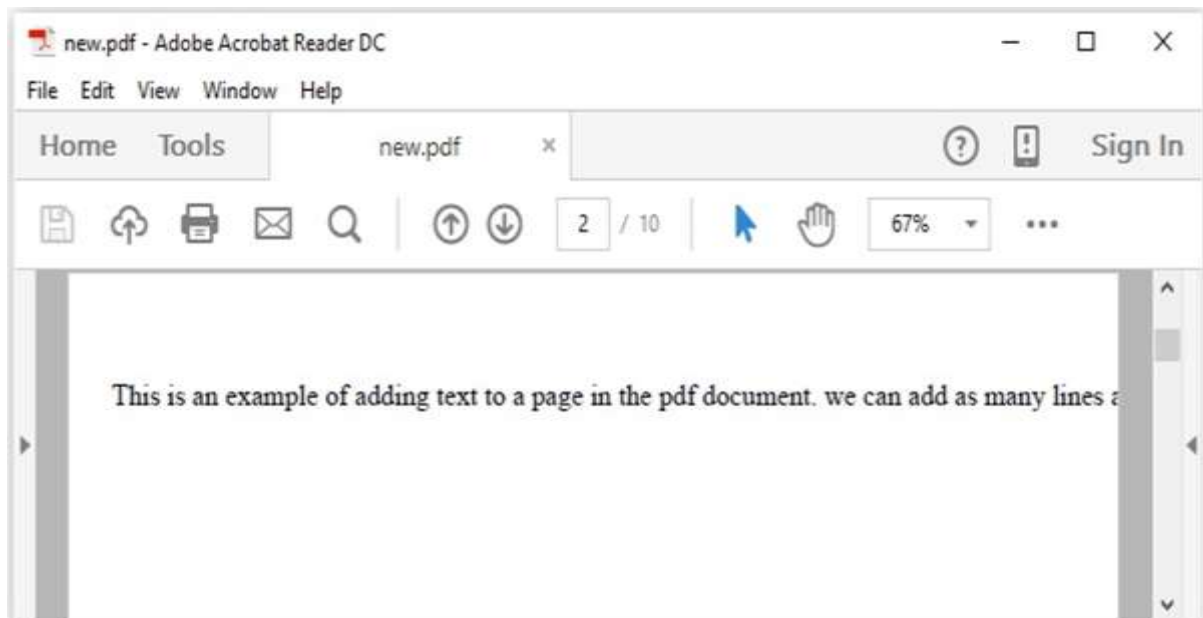 new.pdf - Adobe Acrobat Reader DC
File Edit View Window Help
Home Tools new.pdf × ? ! Sign In
2 / 10 67%
This is an example of adding text to a page in the pdf document. we can add as many lines a